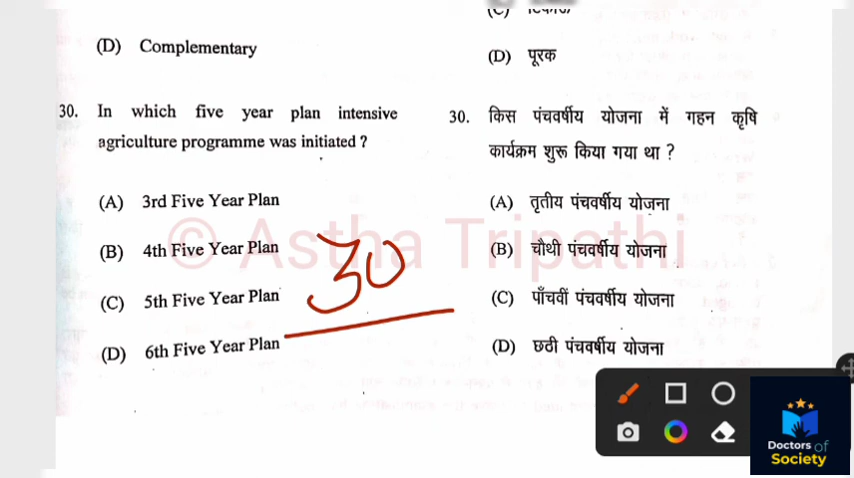 (D) Complementary
30. In which five year plan intensive
agriculture programme was initiated ?
(A) 3rd Five Year Plan
(B) 4th Five Year Plan
(C) 5th Five Year Plan
(D) 6th Five Year Plan
(D) पूरक
30. किस पंचवर्षीय योजना में गहन कृषि
कार्यक्रम शुरू किया गया था ?
(A) तृतीय पंचवर्षीय योजना
(B) चौथी पंचवर्षीय योजना
(C) पाँचवीं पंचवर्षीय योजना
(D) छठी पंचवर्षीय योजना
© Astha Tripathi
30
Doctors of
Society